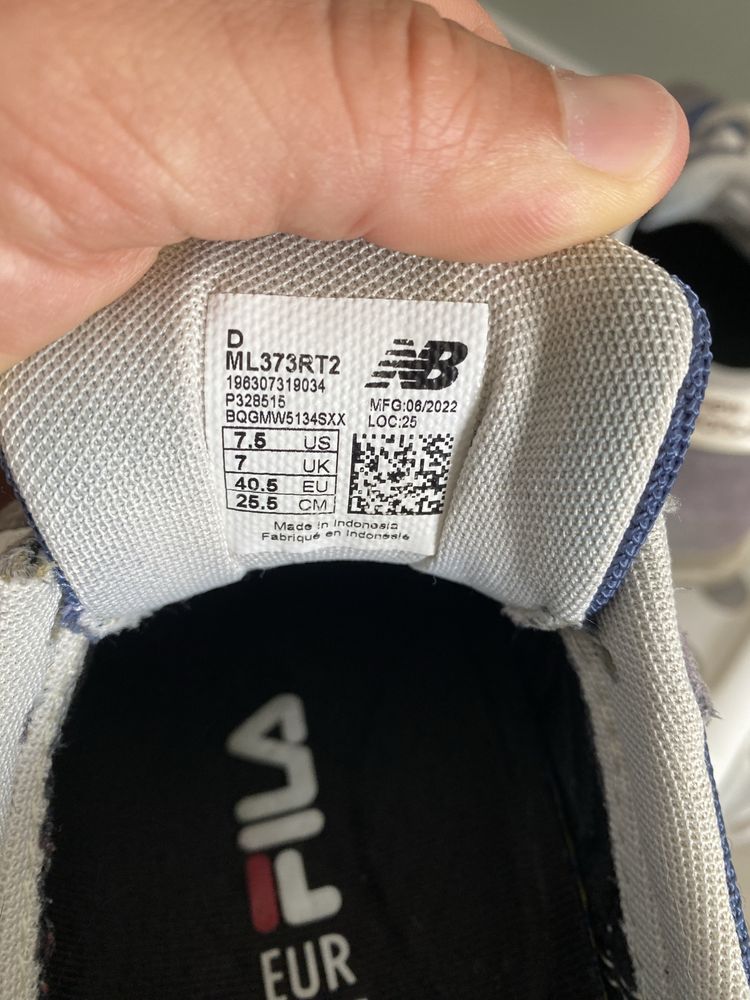 D
ML373RT2
196307319034
P328515
BQGMW5134SXX
NB
MFG:06/2022
LOC:25
7.5 US
7 UK
40.5 EU
25.5 CM
Made in Indonesia
Fabriqué en Indonésie
FILA
EUR